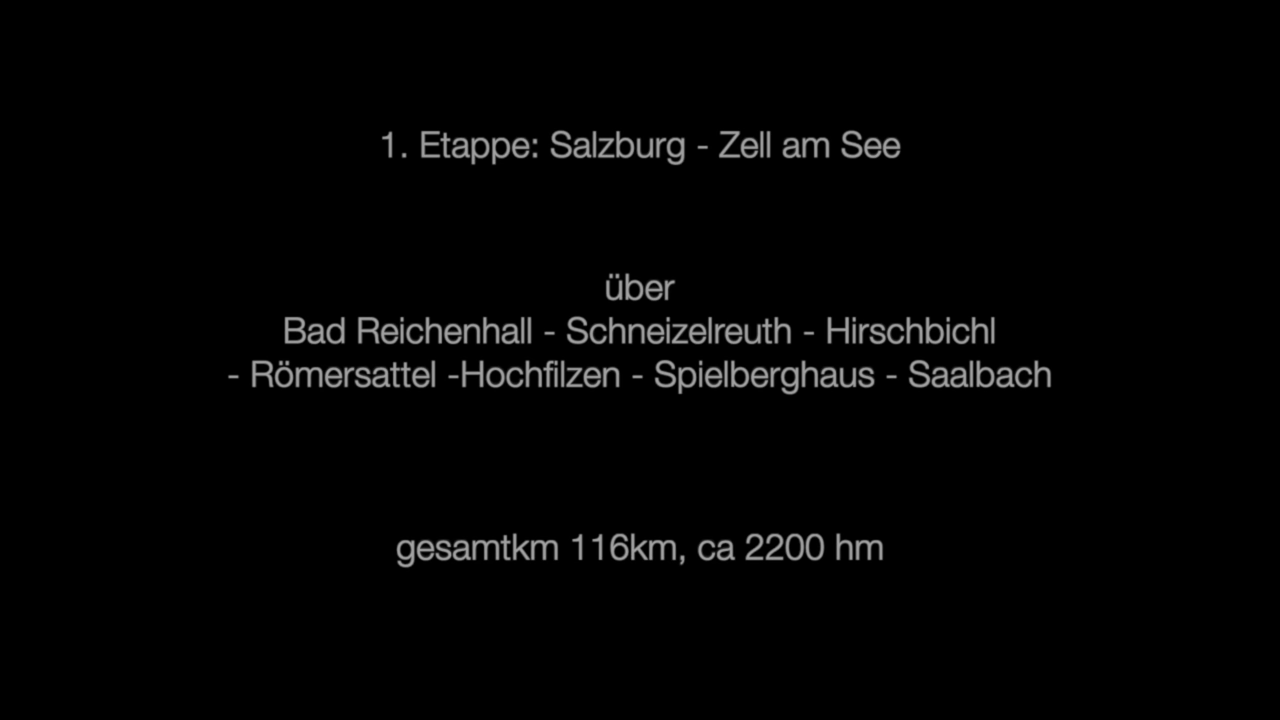 1. Etappe: Salzburg - Zell am See
über
Bad Reichenhall - Schneizelreuth - Hirschbichl
- Römersattel -Hochfilzen - Spielberghaus - Saalbach
gesamtkm 116km, ca 2200 hm